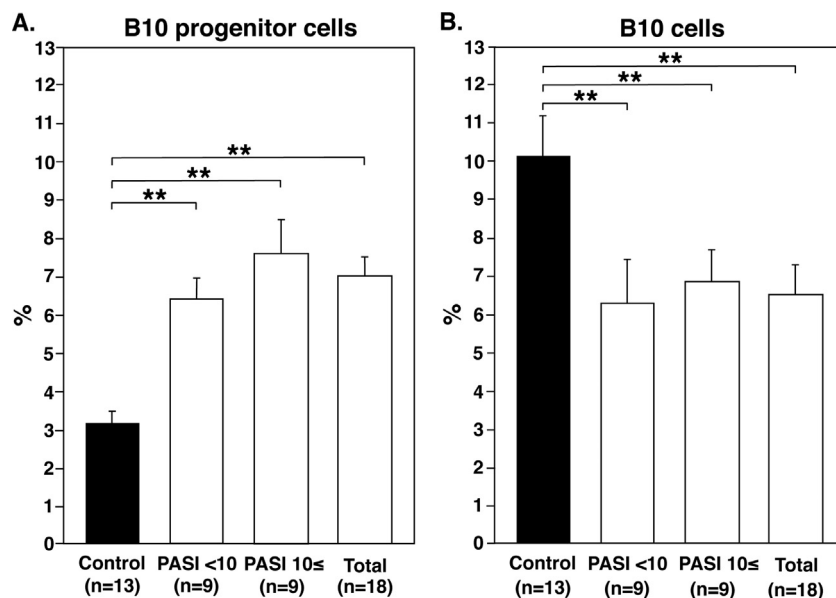 A.
B10 progenitor cells
13
12
11
10
9
8
7
6
5
4
3
2
1
0
%
**
**
**
Control
(n=13)
PASI <10
(n=9)
PASI 10≤
(n=9)
Total
(n=18)
B.
B10 cells
13
12
11
10
9
8
7
6
5
4
3
2
1
0
%
**
**
**
Control
(n=13)
PASI <10
(n=9)
PASI 10≤
(n=9)
Total
(n=18)